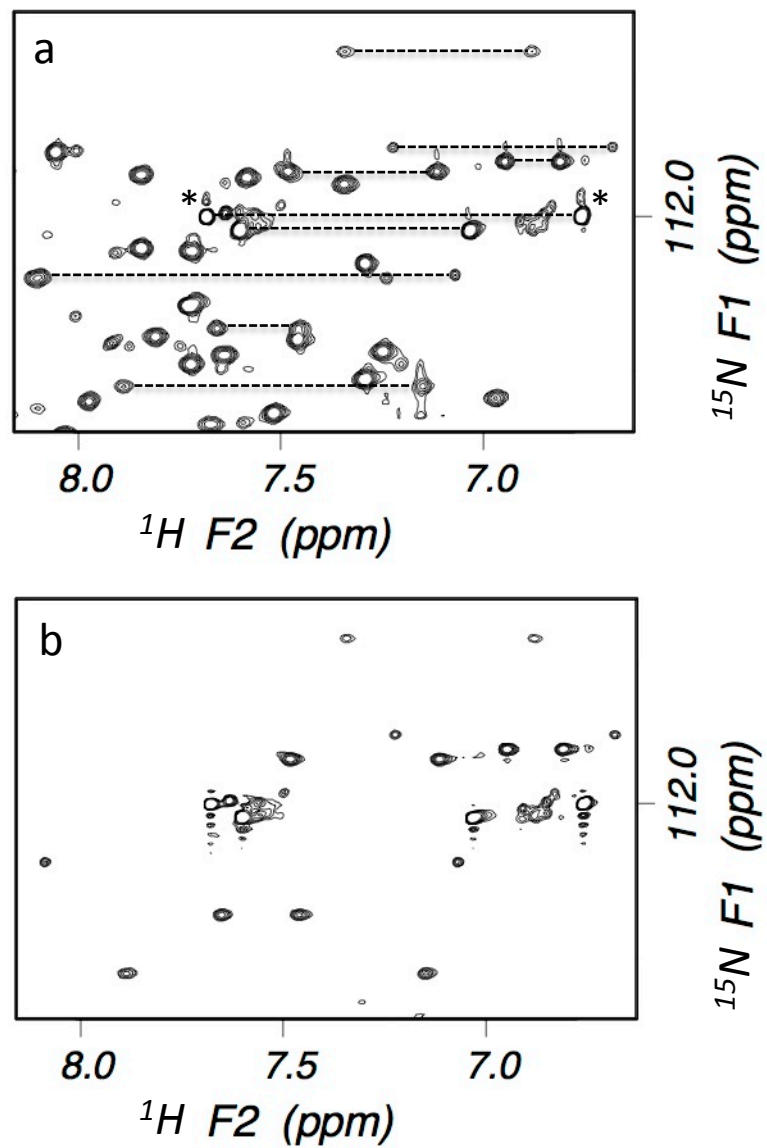 a
* *
112.0
¹⁵N F1 (ppm)
8.0 7.5 7.0
¹H F2 (ppm)
b
112.0
¹⁵N F1 (ppm)
8.0 7.5 7.0
¹H F2 (ppm)